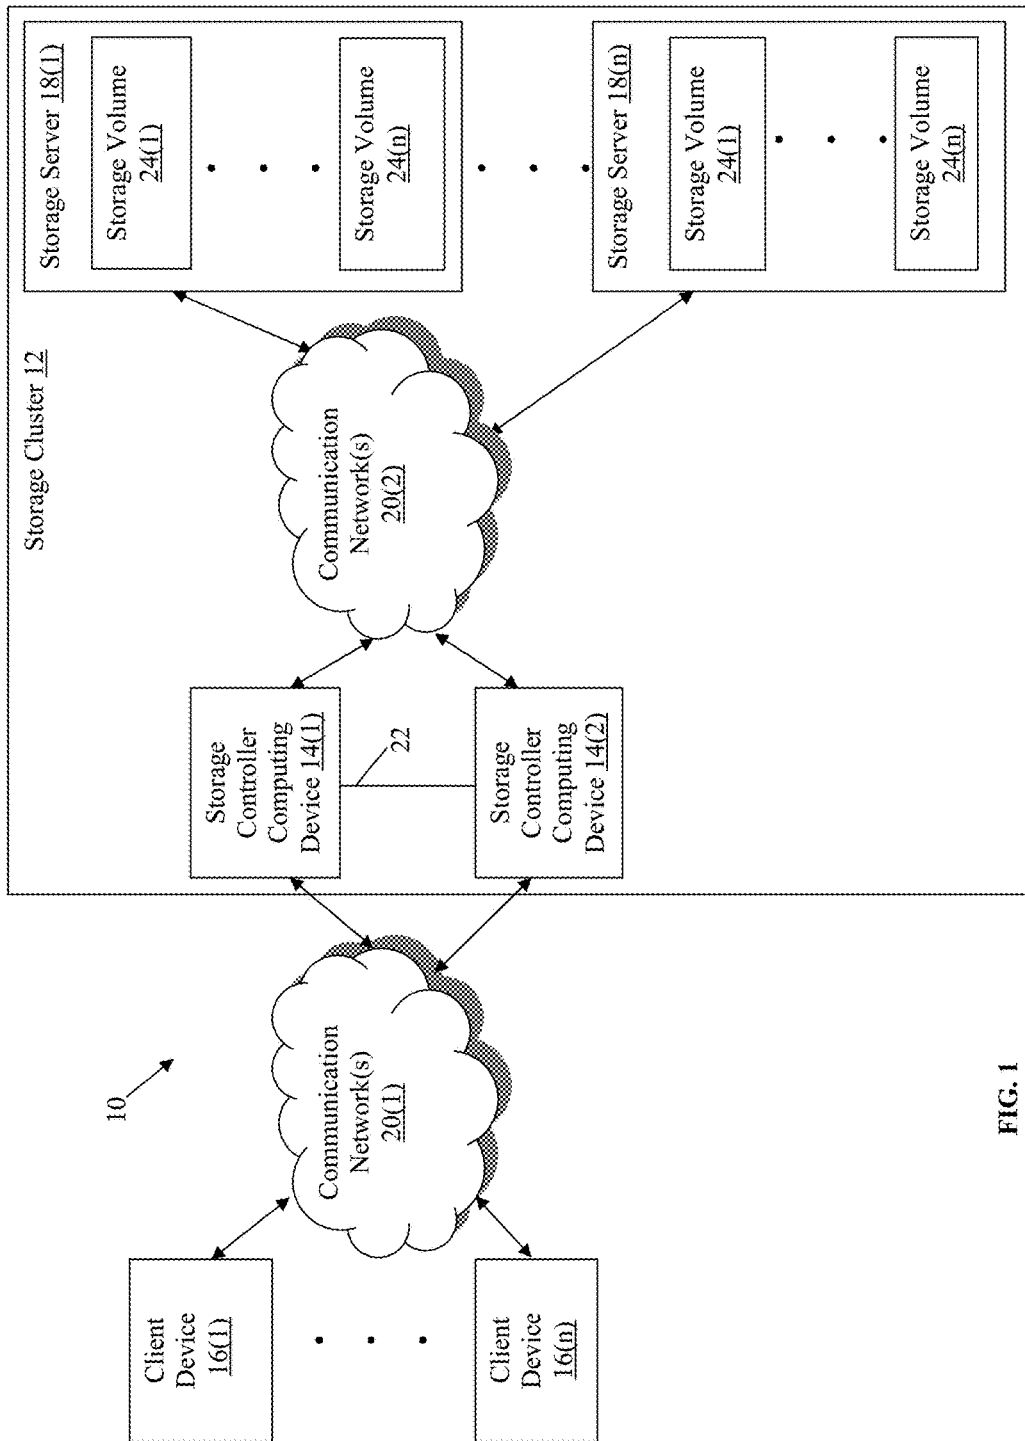 10
Client
Device
16(1)
Client
Device
16(n)
Communication
Network(s)
20(1)
Storage Cluster 12
Storage
Controller
Computing
Device 14(1)
22
Storage
Controller
Computing
Device 14(2)
Communication
Network(s)
20(2)
Storage Server 18(1)
Storage Volume
24(1)
Storage Volume
24(n)
Storage Server 18(n)
Storage Volume
24(1)
Storage Volume
24(n)
FIG. 1